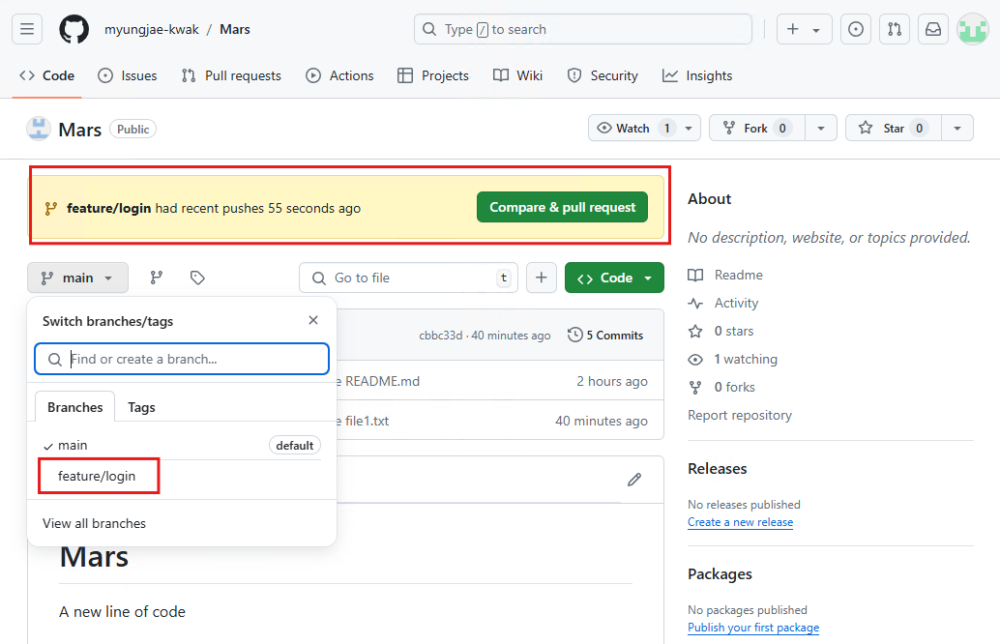 myungjae-kwak / Mars
Type / to search
Code Issues Pull requests Actions Projects Wiki Security Insights
Mars Public
Watch 1 Fork 0 Star 0
feature/login had recent pushes 55 seconds ago Compare & pull request
main Go to file t Code
Switch branches/tags
Find or create a branch...
Branches Tags
main default
feature/login
View all branches
cbbc33d · 40 minutes ago 5 Commits
e README.md 2 hours ago
e file1.txt 40 minutes ago
Mars
A new line of code
About
No description, website, or topics provided.
Readme
Activity
0 stars
1 watching
0 forks
Report repository
Releases
No releases published
Create a new release
Packages
No packages published
Publish your first package